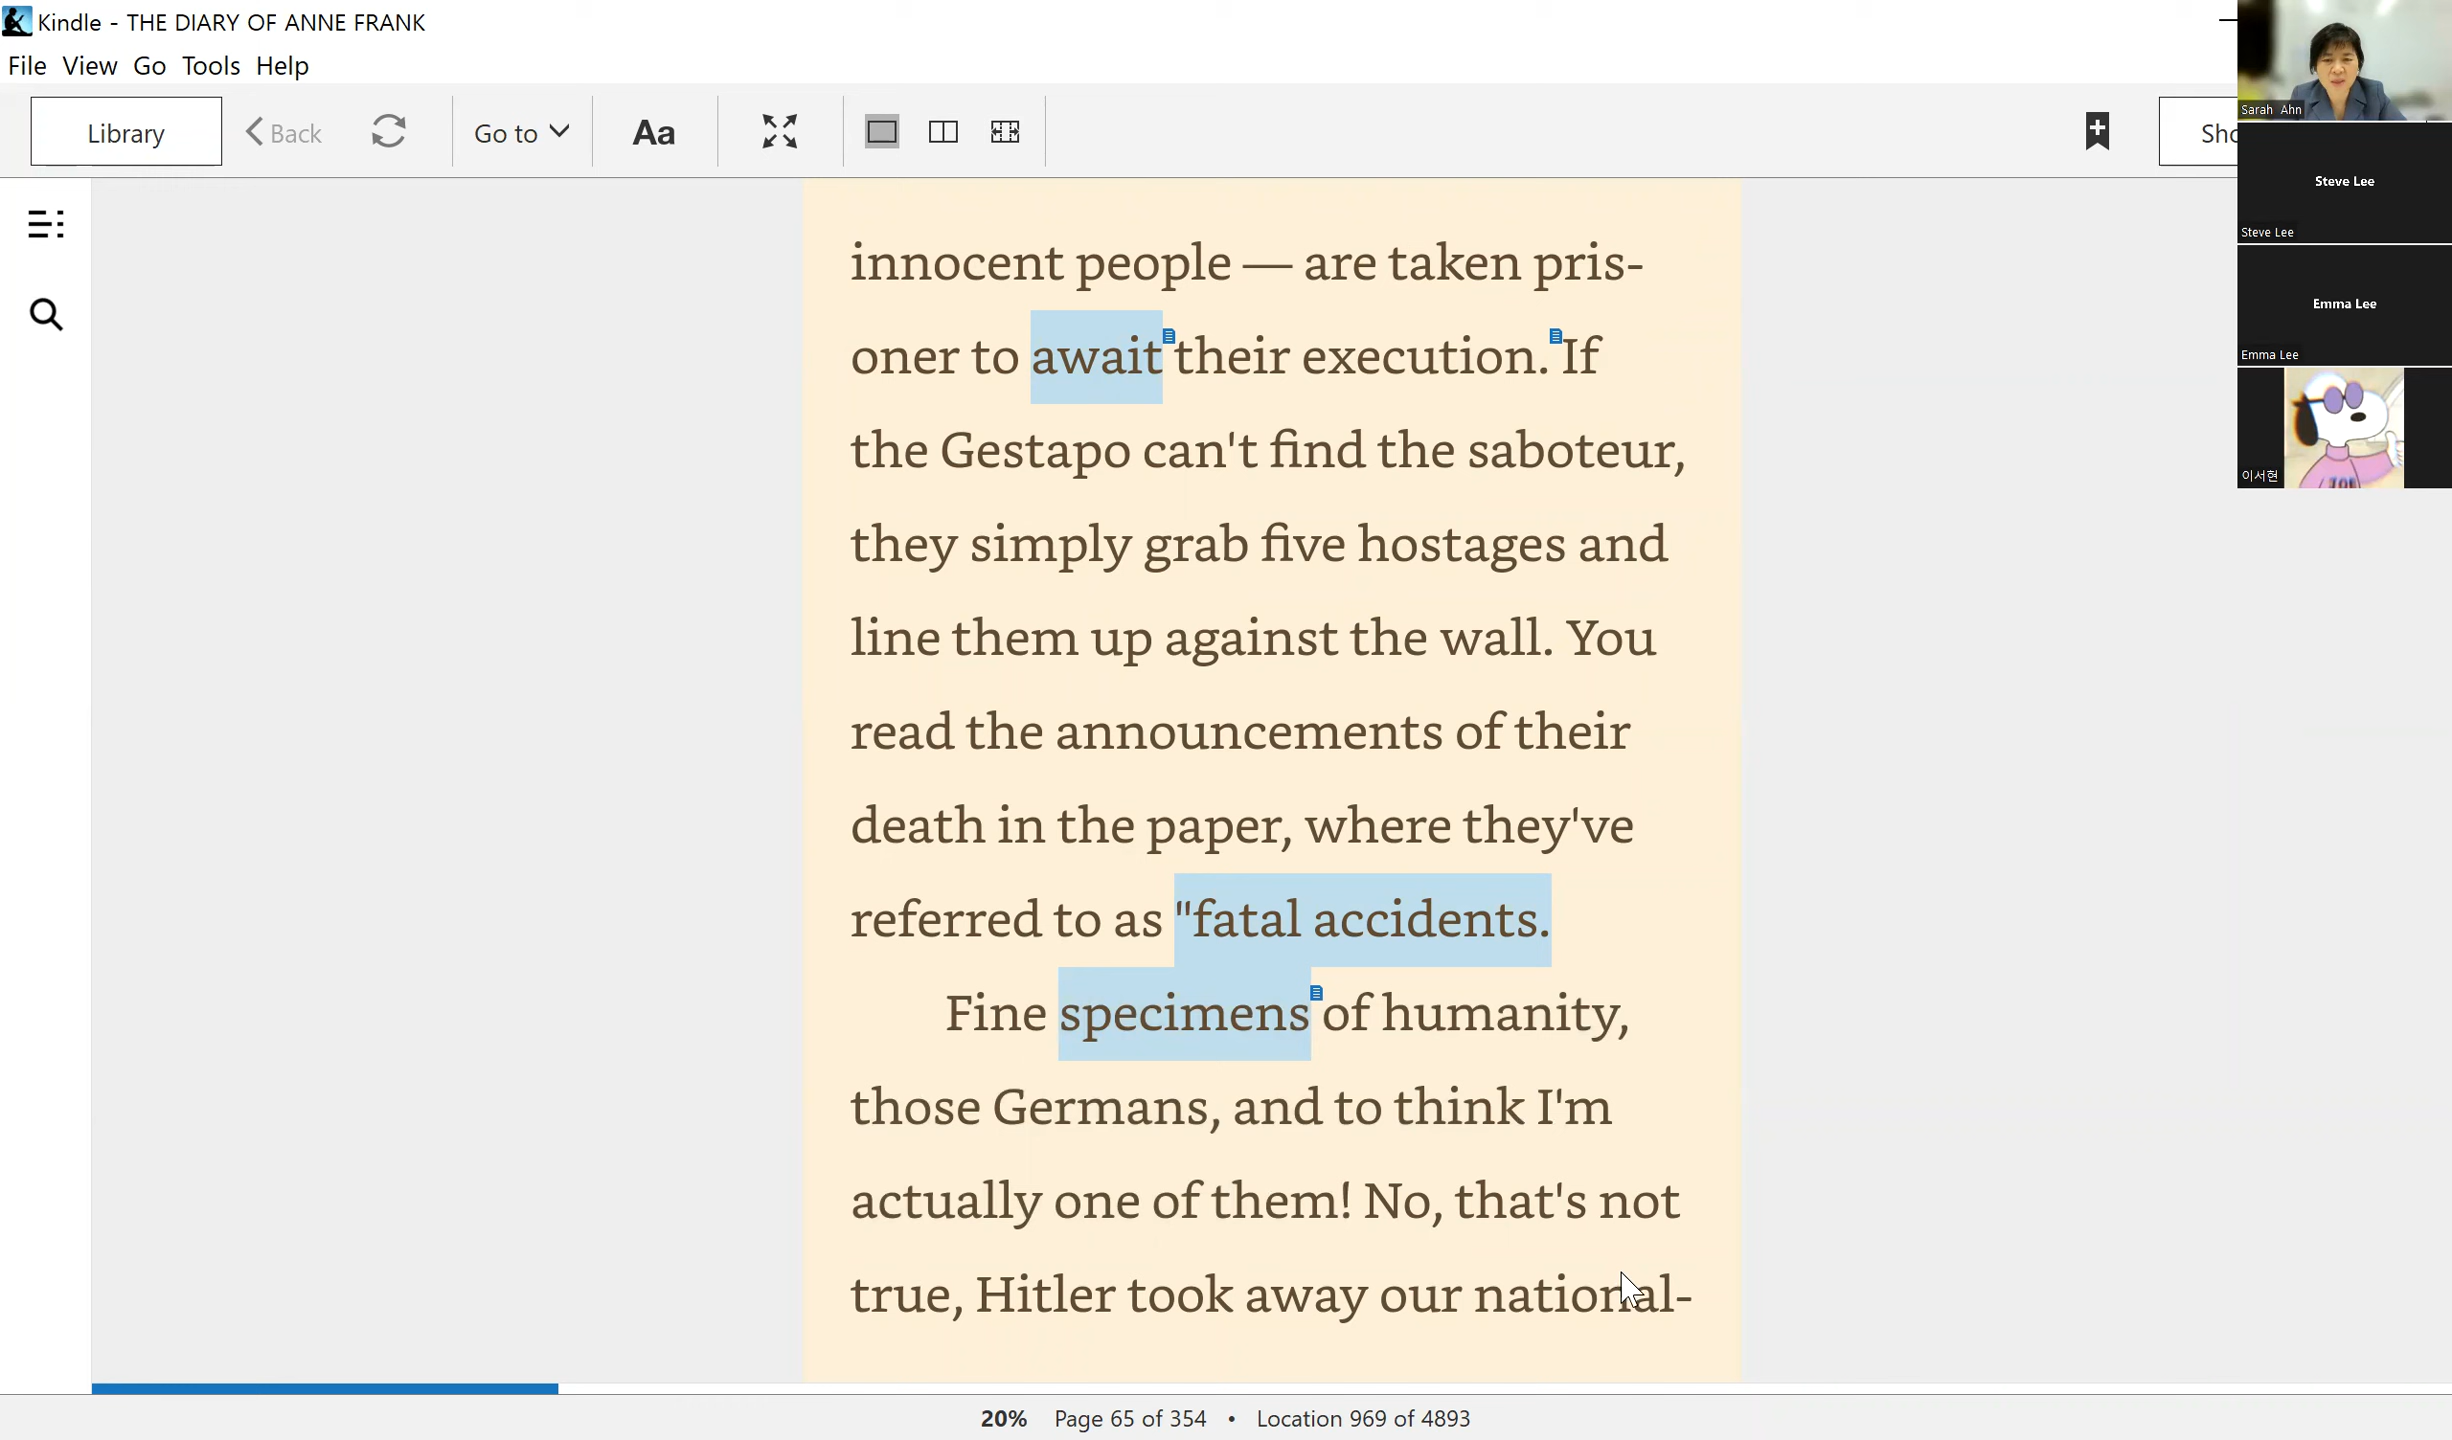 Kindle - THE DIARY OF ANNE FRANK
File View Go Tools Help
Library
Back
Go to
Aa
Sho
Sarah Ahn
Steve Lee
Steve Lee
Emma Lee
Emma Lee
이서현
innocent people — are taken pris-
oner to await their execution. If
the Gestapo can't find the saboteur,
they simply grab five hostages and
line them up against the wall. You
read the announcements of their
death in the paper, where they've
referred to as "fatal accidents.
Fine specimens of humanity,
those Germans, and to think I'm
actually one of them! No, that's not
true, Hitler took away our national-
20% Page 65 of 354 • Location 969 of 4893